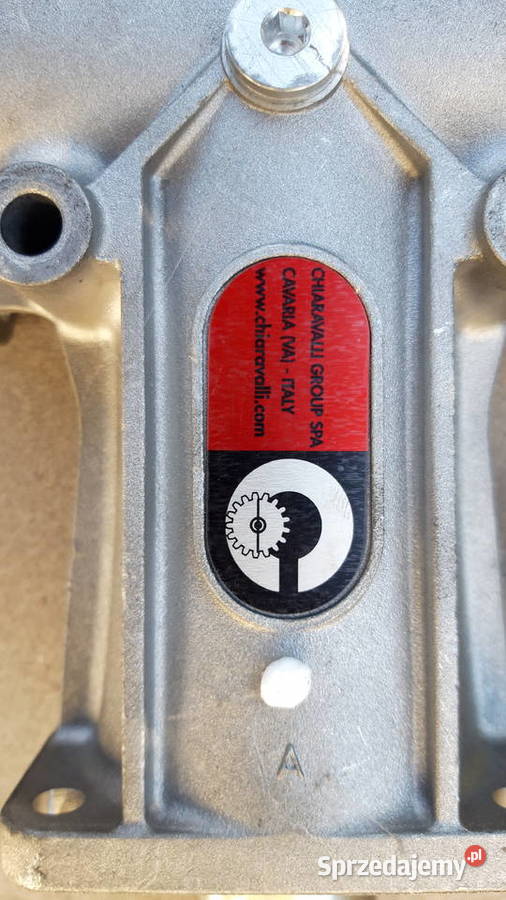 CHIARAVALLI GROUP SPA
CAVARIA (VA) - ITALY
www.chiaravalli.com
A
Sprzedajemy.pl